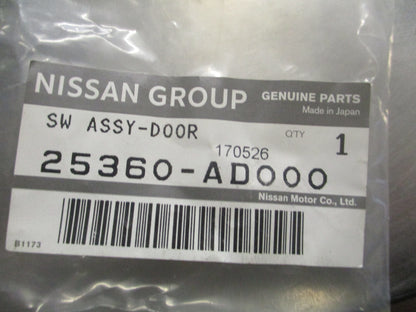 NISSAN GROUP GENUINE PARTS
Made in Japan
SW ASSY-DOOR QTY 1
170526
25360-AD000
Nissan Motor Co., Ltd.
B1173